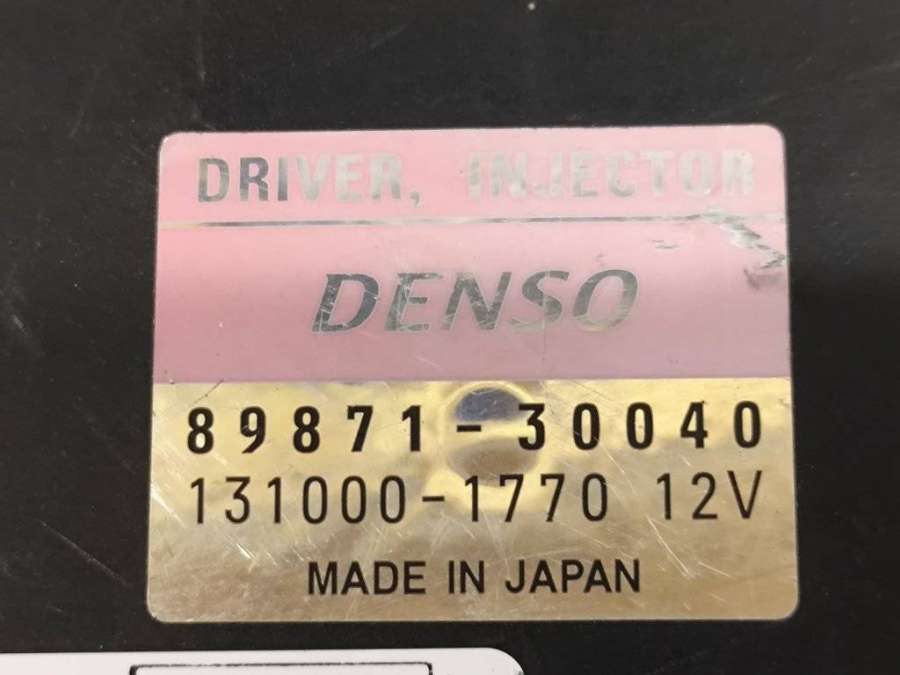 DRIVER, INJECTOR
DENSO
89871-30040
131000-1770 12V
MADE IN JAPAN